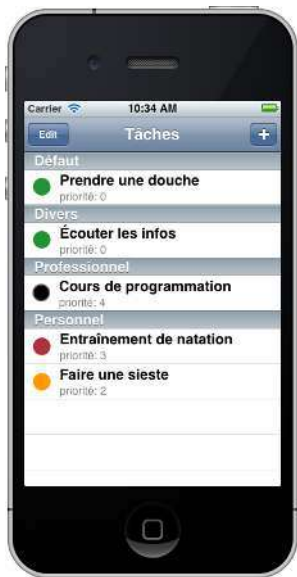 Carrier 10:34 AM
Edit Tâches +
Défaut
Prendre une douche
priorité: 0
Divers
Écouter les infos
priorité: 0
Professionnel
Cours de programmation
priorité: 4
Personnel
Entraînement de natation
priorité: 3
Faire une sieste
priorité: 2